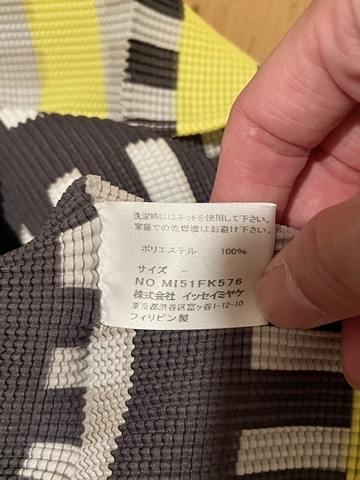 洗濯時にはネットを使用して下さい。
家庭での乾燥機はお避け下さい。
ポリエステル 100%
サイズ -
NO.MI51FK576
株式会社 イッセイミヤケ
東京都渋谷区富ヶ谷1-12-10
フィリピン製